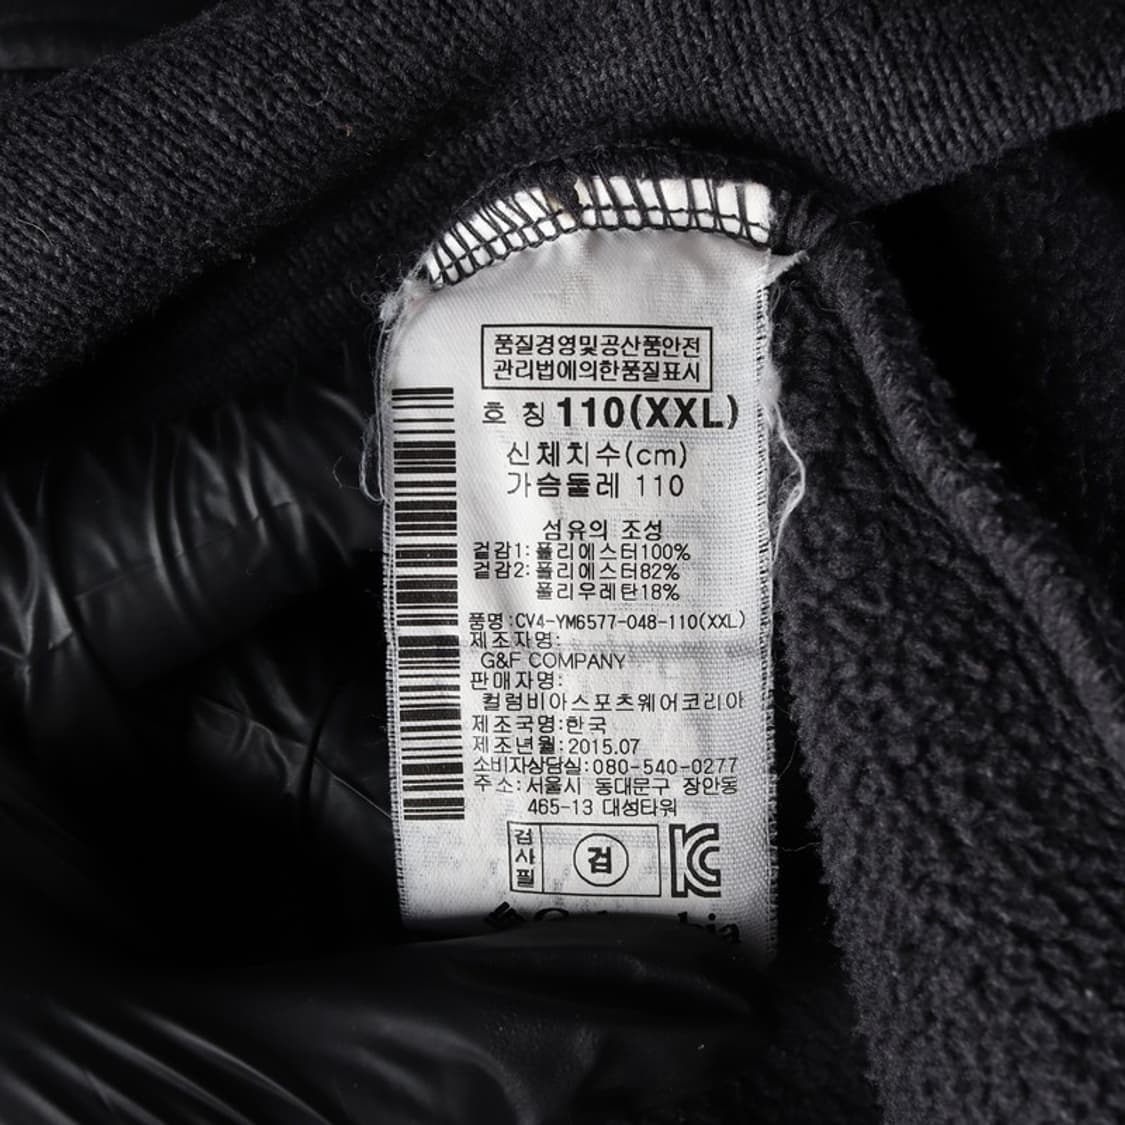 품질경영및공산품안전
관리법에의한품질표시
호 칭 110(XXL)
신체치수(cm)
가슴둘레 110
섬유의 조성
겉감1: 폴리에스터100%
겉감2: 폴리에스터82%
폴리우레탄18%
품명:CV4-YM6577-048-110(XXL)
제조자명:
G&F COMPANY
판매자명:
컬럼비아스포츠웨어코리아
제조국명:한국
제조년월:2015.07
소비자상담실:080-540-0277
주소:서울시 동대문구 장안동
465-13 대성타워
검사필
검
KC